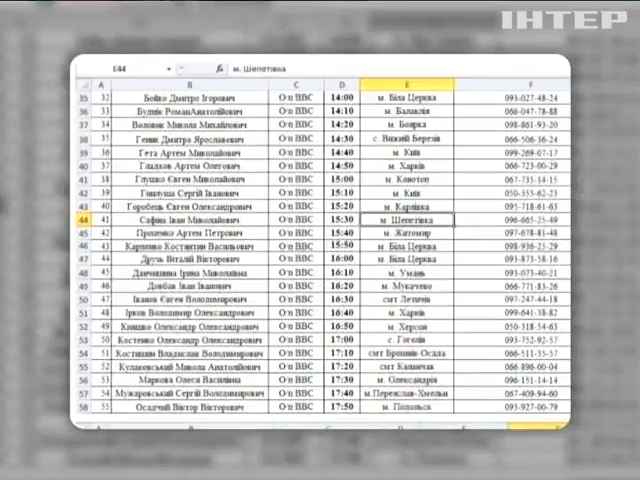 ІНТЕР
E44 fx м. Шепетівка
A B C D E F
35 32 Бойко Дмитро Ігорович О/п ВВС 14:00 м. Біла Церква 093-027-48-24
36 33 Буднік РоманАнатолійович О/п ВВС 14:10 м. Балаклія 066-047-78-88
37 34 Воловик Микола Михайлович О/п ВВС 14:20 м. Боярка 098-861-93-20
38 35 Геник Дмитро Ярославович О/п ВВС 14:30 с. Вижній Березів 066-506-36-24
39 36 Гета Артем Миколайович О/п ВВС 14:40 м. Київ 099-269-07-17
40 37 Гладков Артем Олегович О/п ВВС 14:50 м. Харків 066-723-00-29
41 38 Глушко Євген Миколайович О/п ВВС 15:00 м. Конотоп 067-735-14-15
42 39 Сергій Іванович О/п ВВС 15:10 м. Київ 050-355-62-23
43 40 Горобець Євген Олександрович О/п ВВС 15:20 м. Карлівка 095-718-61-63
44 41 Сафіна Іван Миколайович О/п ВВС 15:30 м. Шепетівка 096-665-25-49
45 42 Проценко Артем Петрович О/п ВВС 15:40 м. Житомир 097-678-81-48
46 43 Карпенко Костянтин Васильович О/п ВВС 15:50 м. Біла Церква 098-936-25-29
47 44 Друзь Віталій Вікторович О/п ВВС 16:00 м. Біла Церква 093-873-58-16
48 45 Данчишина Ірина Миколаївна О/п ВВС 16:10 м. Умань 093-073-40-21
49 46 Довбак Іван Іванович О/п ВВС 16:20 м. Мукачево 066-771-83-26
50 47 Іванов Євген Володимирович О/п ВВС 16:30 смт Летичів 097-247-44-18
51 48 Ірков Володимир Олександрович О/п ВВС 16:40 м. Харків 099-641-38-82
52 49 Олександр Олександрович О/п ВВС 16:50 м. Херсон 050-318-54-63
53 50 Костенко Олександр Олександрович О/п ВВС 17:00 с. Гоголів 093-752-92-57
54 51 Костишин Владислав Володимирович О/п ВВС 17:10 смт Брошнів Осада 066-511-35-57
55 52 Кулаковський Микола Анатолійович О/п ВВС 17:20 смт Каланчак 066-896-00-04
56 53 Маркова Олеся Василівна О/п ВВС 17:30 м. Олександрія 096-151-14-14
57 54 Мужаровський Сергій Володимирович О/п ВВС 17:40 м.Переяслав-Хмельн 067-409-94-60
58 55 Осадчий Віктор Вікторович О/п ВВС 17:50 м. Подольск 093-927-00-79